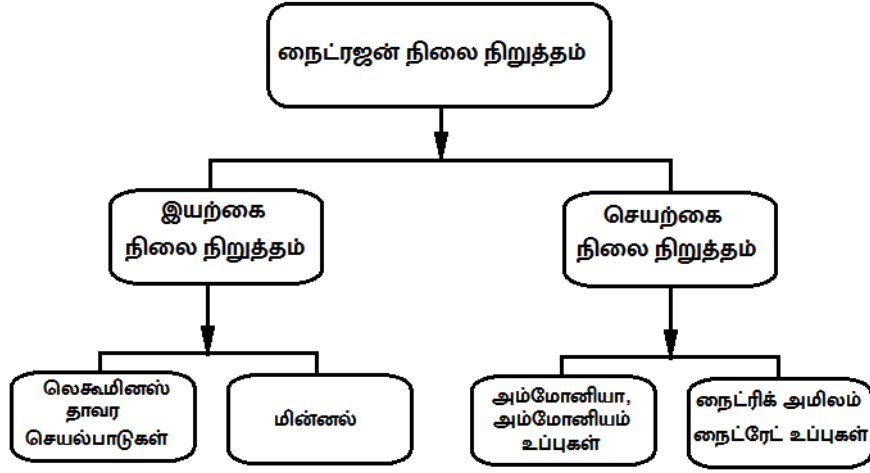 நைட்ரஜன் நிலை நிறுத்தம்
இயற்கை
நிலை நிறுத்தம்
செயற்கை
நிலை நிறுத்தம்
லெகூமினஸ்
தாவர
செயல்பாடுகள்
மின்னல்
அம்மோனியா,
அம்மோனியம்
உப்புகள்
நைட்ரிக் அமிலம்
நைட்ரேட் உப்புகள்